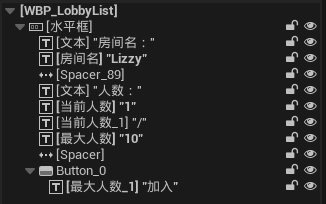 [WBP_LobbyList]
[水平框]
[文本] "房间名："
[房间名] "Lizzy"
[Spacer_89]
[文本] "人数："
[当前人数] "1"
[当前人数_1] "/"
[最大人数] "10"
[Spacer]
Button_0
[最大人数_1] "加入"